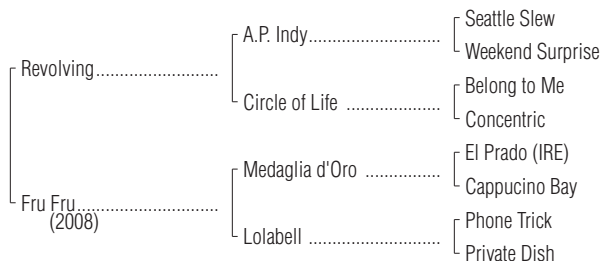 Seattle Slew
A.P. Indy........................................
Weekend Surprise
Revolving.....................................
Belong to Me
Circle of Life .............................
Concentric
El Prado (IRE)
Medaglia d'Oro .......................
Cappucino Bay
Fru Fru...........................................
(2008)
Phone Trick
Lolabell ........................................
Private Dish